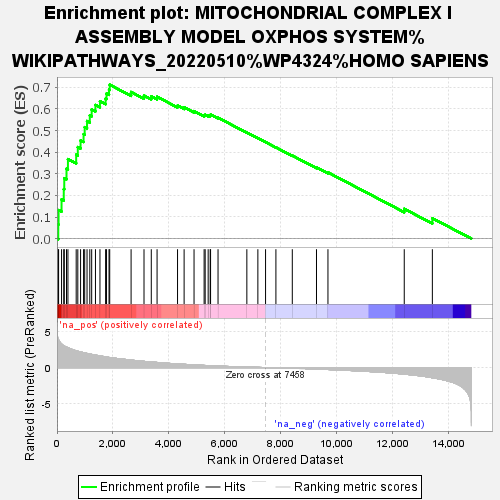 Enrichment plot: MITOCHONDRIAL COMPLEX I
ASSEMBLY MODEL OXPHOS SYSTEM%
WIKIPATHWAYS_20220510%WP4324%HOMO SAPIENS
Enrichment score (ES)
0.7
0.6
0.5
0.4
0.3
0.2
0.1
0.0
Ranked list metric (PreRanked)
'na_pos' (positively correlated)
5
0
-5
Zero cross at 7458
'na_neg' (negatively correlated)
0 2,000 4,000 6,000 8,000 10,000 12,000 14,000
Rank in Ordered Dataset
Enrichment profile Hits Ranking metric scores